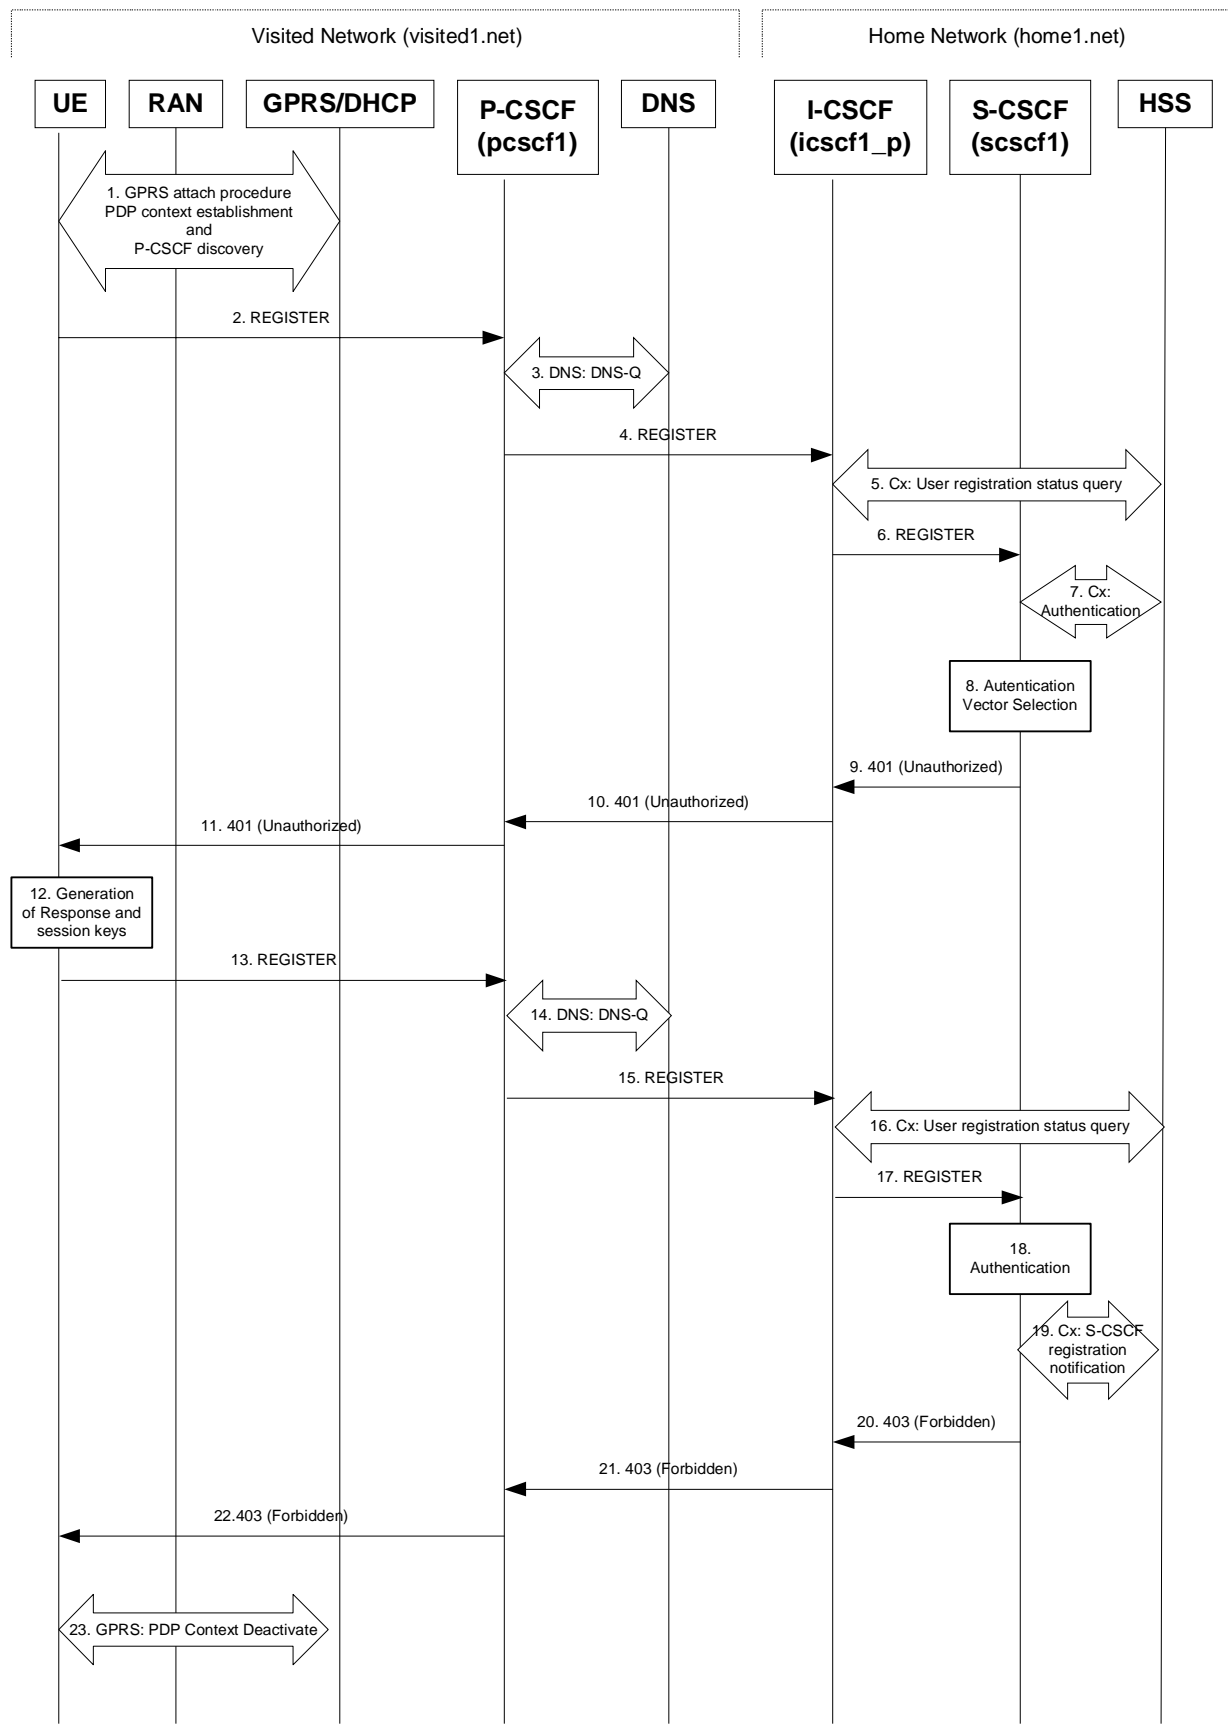 Visited Network (visited1.net)
Home Network (home1.net)
UE
RAN
GPRS/DHCP
P-CSCF
(pcscf1)
DNS
I-CSCF
(icscf1_p)
S-CSCF
(scscf1)
HSS
1. GPRS attach procedure
PDP context establishment
and
P-CSCF discovery
2. REGISTER
3. DNS: DNS-Q
4. REGISTER
5. Cx: User registration status query
6. REGISTER
7. Cx:
Authentication
8. Autentication
Vector Selection
9. 401 (Unauthorized)
10. 401 (Unauthorized)
11. 401 (Unauthorized)
12. Generation
of Response and
session keys
13. REGISTER
14. DNS: DNS-Q
15. REGISTER
16. Cx: User registration status query
17. REGISTER
18.
Authentication
19. Cx: S-CSCF
registration
notification
20. 403 (Forbidden)
21. 403 (Forbidden)
22.403 (Forbidden)
23. GPRS: PDP Context Deactivate